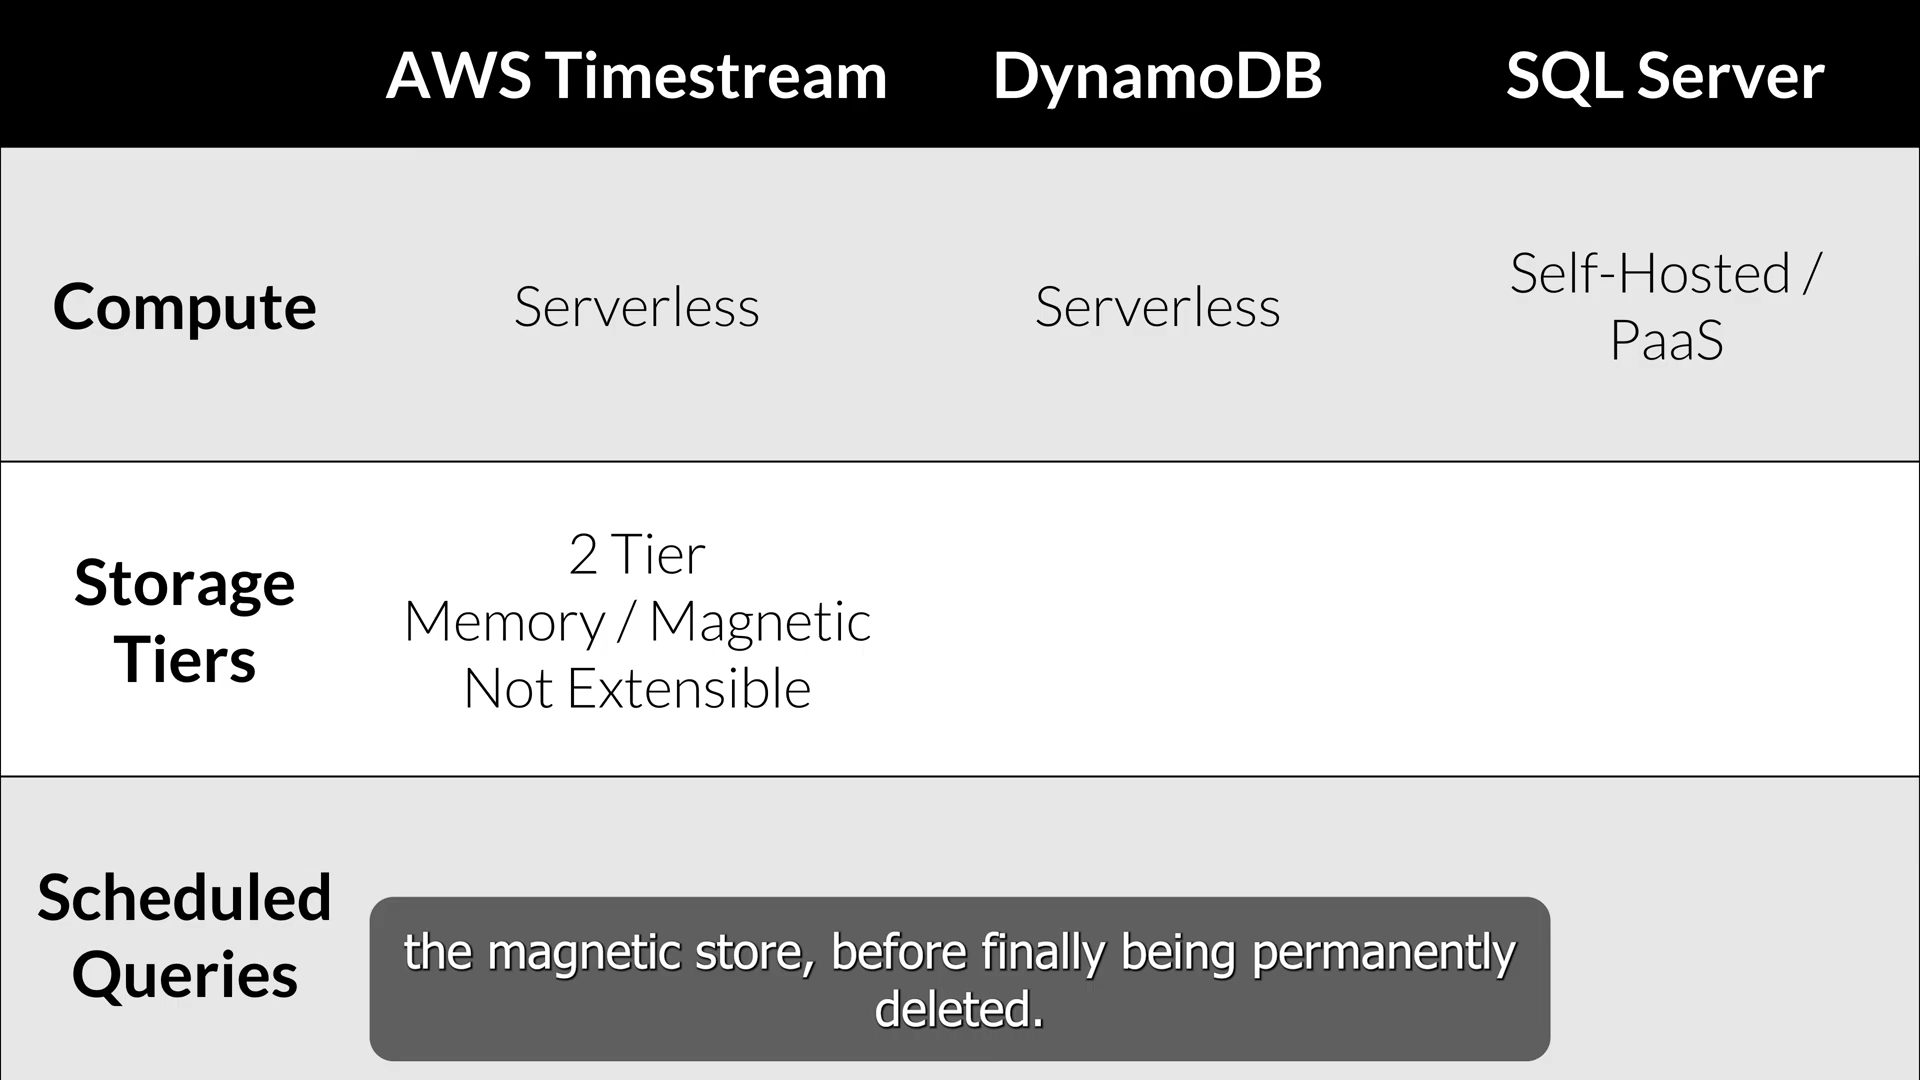 AWS Timestream DynamoDB SQL Server
Compute Serverless Serverless Self-Hosted /
PaaS
Storage
Tiers
2 Tier
Memory / Magnetic
Not Extensible
Scheduled
Queries
the magnetic store, before finally being permanently
deleted.